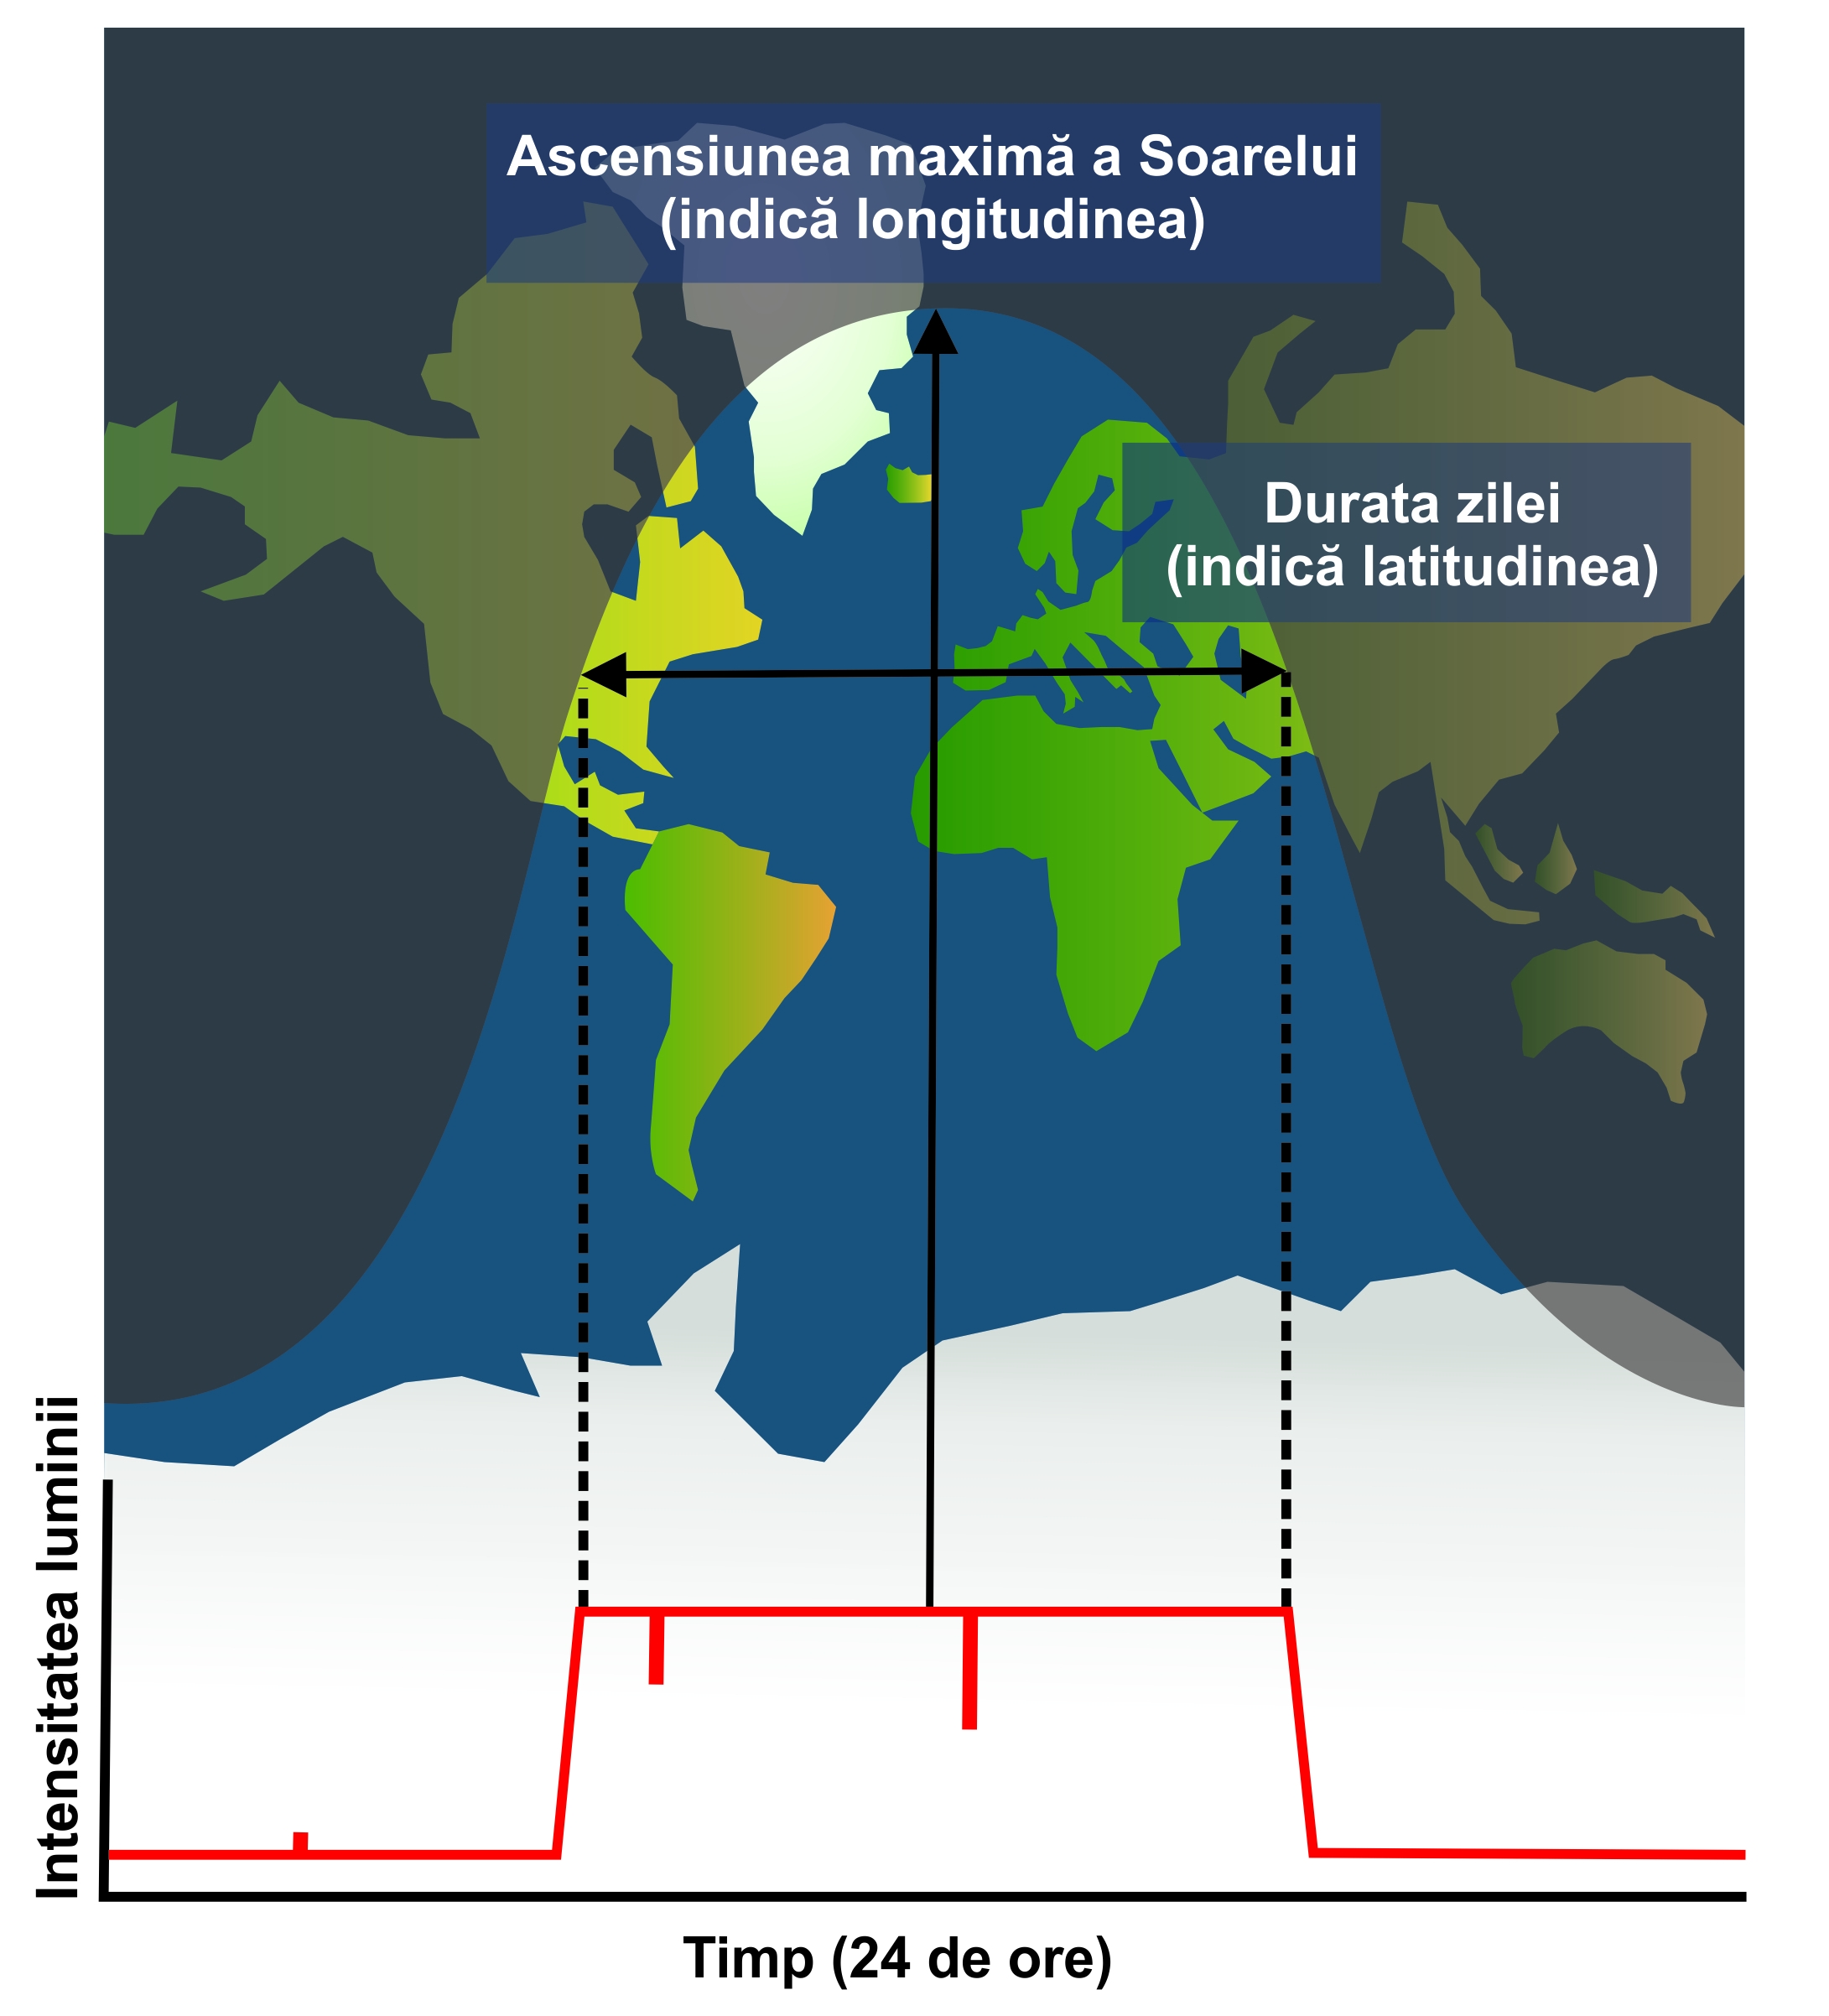 Ascensiunea maximă a Soarelui
(indică longitudinea)
Durata zilei
(indică latitudinea)
Intensitatea luminii
Timp (24 de ore)